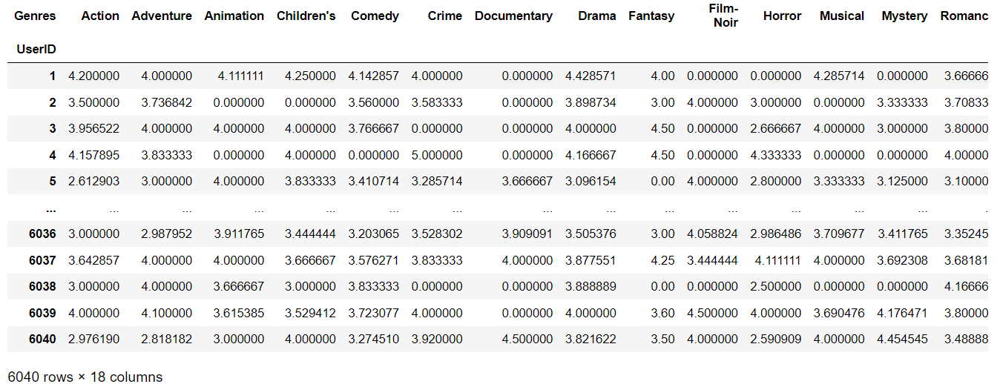 Genres Action Adventure Animation Children's Comedy Crime Documentary Drama Fantasy Film-Noir Horror Musical Mystery Romanc
UserID
1 4.200000 4.000000 4.111111 4.250000 4.142857 4.000000 0.000000 4.428571 4.00 0.000000 0.000000 4.285714 0.000000 3.66666
2 3.500000 3.736842 0.000000 0.000000 3.560000 3.583333 0.000000 3.898734 3.00 4.000000 3.000000 0.000000 3.333333 3.70833
3 3.956522 4.000000 4.000000 4.000000 3.766667 0.000000 0.000000 4.000000 4.50 0.000000 2.666667 4.000000 3.000000 3.80000
4 4.157895 3.833333 0.000000 4.000000 0.000000 5.000000 0.000000 4.166667 4.50 0.000000 4.333333 0.000000 0.000000 4.00000
5 2.612903 3.000000 4.000000 3.833333 3.410714 3.285714 3.666667 3.096154 0.00 4.000000 2.800000 3.333333 3.125000 3.10000
... ... ... ... ... ... ... ... ... ... ... ... ... ... .
6036 3.000000 2.987952 3.911765 3.444444 3.203065 3.528302 3.909091 3.505376 3.00 4.058824 2.986486 3.709677 3.411765 3.35245
6037 3.642857 4.000000 4.000000 3.666667 3.576271 3.833333 4.000000 3.877551 4.25 3.444444 4.111111 4.000000 3.692308 3.68181
6038 3.000000 4.000000 3.666667 3.000000 3.833333 0.000000 0.000000 3.888889 0.00 0.000000 2.500000 0.000000 0.000000 4.16666
6039 4.000000 4.100000 3.615385 3.529412 3.723077 4.000000 0.000000 4.000000 3.60 4.500000 4.000000 3.690476 4.176471 3.80000
6040 2.976190 2.818182 3.000000 4.000000 3.274510 3.920000 4.500000 3.821622 3.50 4.000000 2.590909 4.000000 4.454545 3.48888
6040 rows × 18 columns